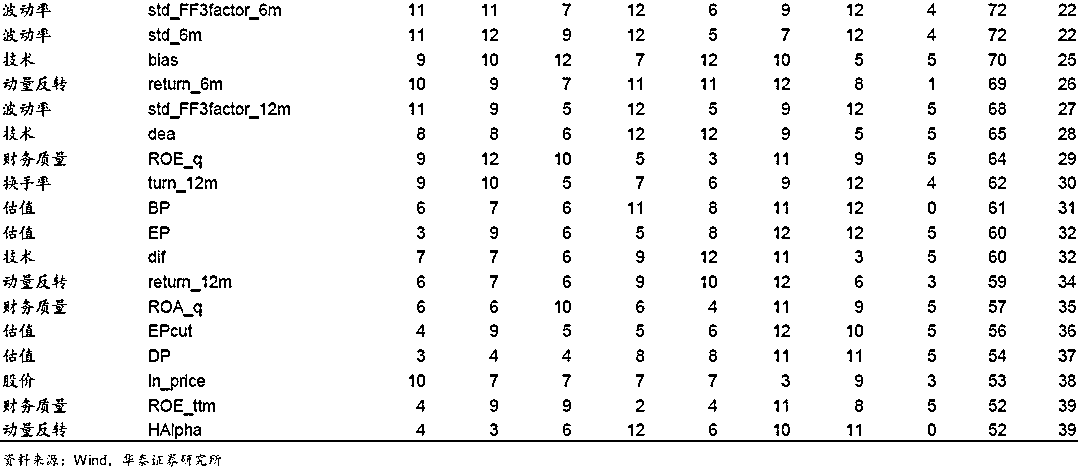 波动率 std_FF3factor_6m 11 11 7 12 6 9 12 4 72 22
波动率 std_6m 11 12 9 12 5 7 12 4 72 22
技术 bias 9 10 12 7 12 10 5 5 70 25
动量反转 return_6m 10 9 7 11 11 12 8 1 69 26
波动率 std_FF3factor_12m 11 9 5 12 5 9 12 5 68 27
技术 dea 8 8 6 12 12 9 5 5 65 28
财务质量 ROE_q 9 12 10 5 3 11 9 5 64 29
换手率 turn_12m 9 10 5 7 6 9 12 4 62 30
估值 BP 6 7 6 11 8 11 12 0 61 31
估值 EP 3 9 6 5 8 12 12 5 60 32
技术 dif 7 7 6 9 12 11 3 5 60 32
动量反转 return_12m 6 7 6 9 10 12 6 3 59 34
财务质量 ROA_q 6 6 10 6 4 11 9 5 57 35
估值 EPcut 4 9 5 5 6 12 10 5 56 36
估值 DP 3 4 4 8 8 11 11 5 54 37
股价 ln_price 10 7 7 7 7 3 9 3 53 38
财务质量 ROE_ttm 4 9 9 2 4 11 8 5 52 39
动量反转 HAlpha 4 3 6 12 6 10 11 0 52 39
资料来源：Wind，华泰证券研究所